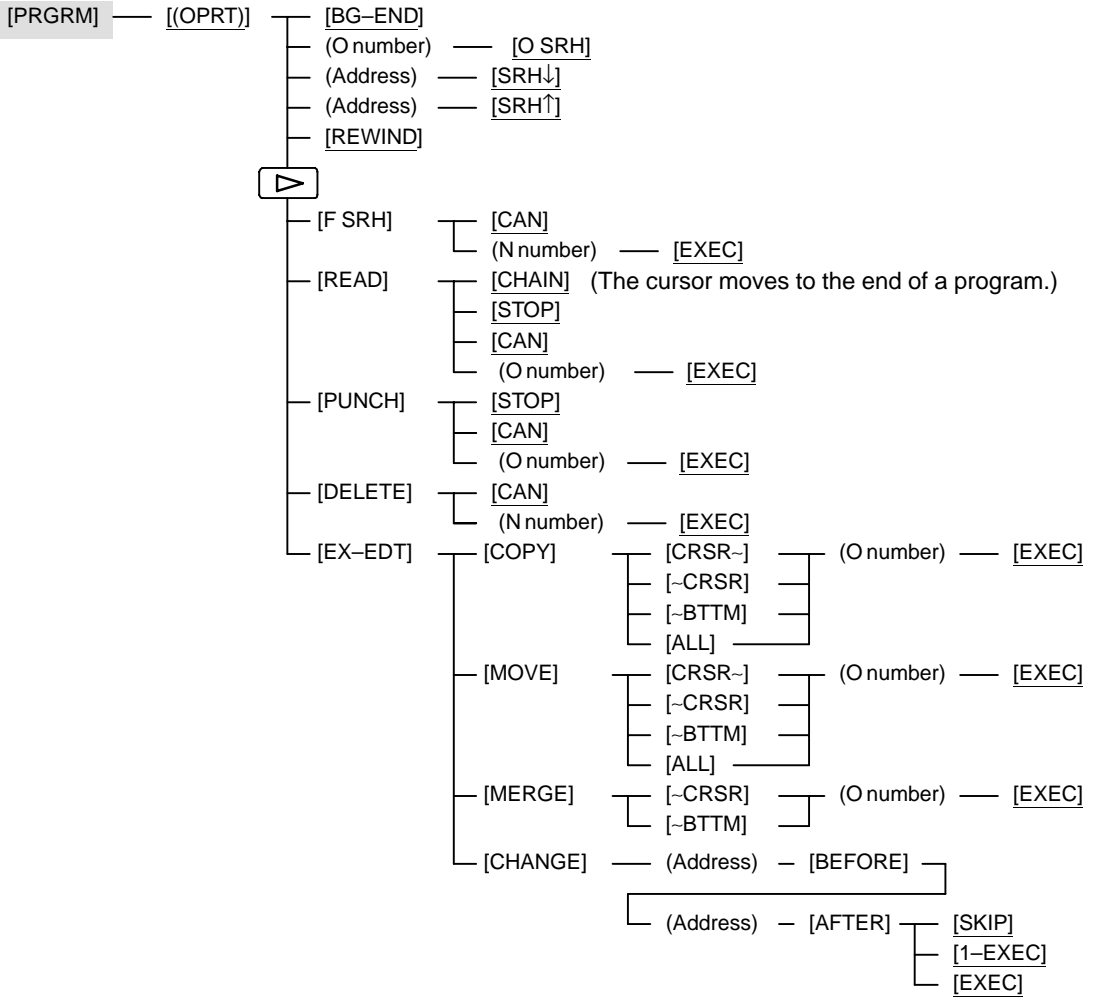 [PRGRM] [(OPRT)] [BG–END]
(O number) [O SRH]
(Address) [SRH↓]
(Address) [SRH↑]
[REWIND]
[F SRH] [CAN]
(N number) [EXEC]
[READ] [CHAIN] (The cursor moves to the end of a program.)
[STOP]
[CAN]
(O number) [EXEC]
[PUNCH] [STOP]
[CAN]
(O number) [EXEC]
[DELETE] [CAN]
(N number) [EXEC]
[EX–EDT] [COPY] [CRSR~] (O number) [EXEC]
[~CRSR]
[~BTTM]
[ALL]
[MOVE] [CRSR~] (O number) [EXEC]
[~CRSR]
[~BTTM]
[ALL]
[MERGE] [~CRSR] (O number) [EXEC]
[~BTTM]
[CHANGE] (Address) [BEFORE]
(Address) [AFTER] [SKIP]
[1–EXEC]
[EXEC]